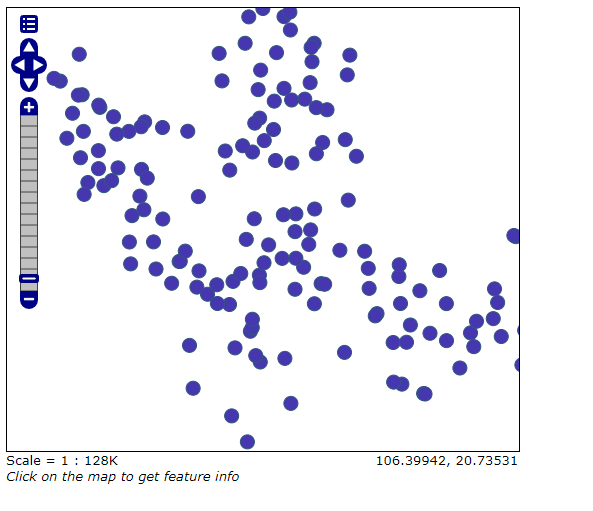 Scale = 1 : 128K
106.39942, 20.73531
Click on the map to get feature info